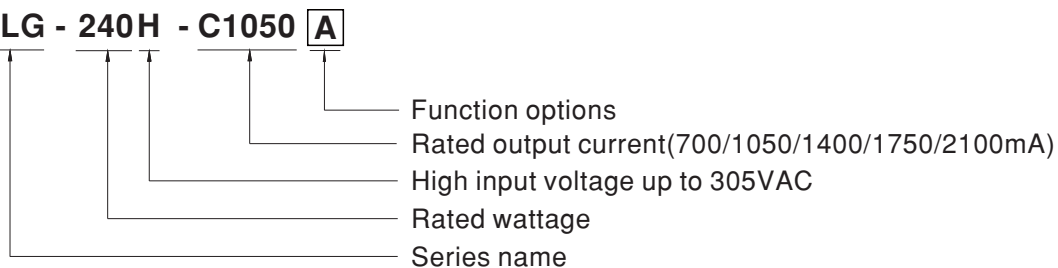 LG - 240H - C1050 A
Function options
Rated output current(700/1050/1400/1750/2100mA)
High input voltage up to 305VAC
Rated wattage
Series name